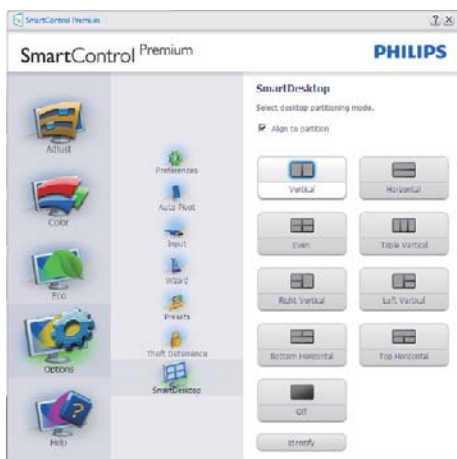 SmartControl Premium
SmartControl Premium
PHILIPS
Adjust
Color
Eco
Options
Help
Preferences
Auto Pivot
Input
Wizard
Presets
Theft Deterrence
SmartDesktop
SmartDesktop
Select desktop partitioning mode.
Align to partition
Vertical
Horizontal
Even
Triple Vertical
Right Vertical
Left Vertical
Bottom Horizontal
Top Horizontal
Off
Identify